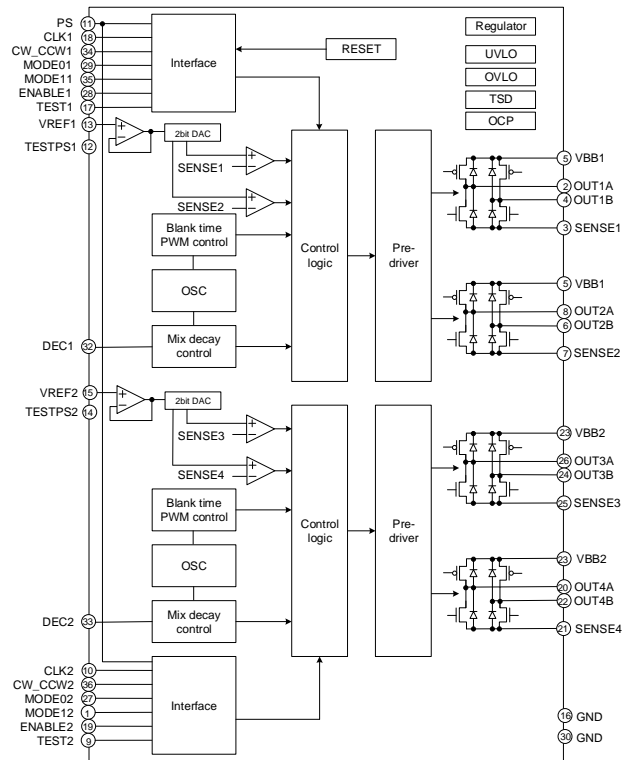 PS 11
CLK1 18
CW_CCW1 34
MODE01 29
MODE11 35
ENABLE1 28
TEST1 17
VREF1 13
TESTPS1 12
Interface
RESET
Regulator
UVLO
OVLO
TSD
OCP
2bit DAC
SENSE1
SENSE2
Blank time
PWM control
OSC
Mix decay
control
DEC1 32
Control
logic
Pre-
driver
5 VBB1
2 OUT1A
4 OUT1B
3 SENSE1
5 VBB1
8 OUT2A
6 OUT2B
7 SENSE2
VREF2 15
TESTPS2 14
2bit DAC
SENSE3
SENSE4
Blank time
PWM control
OSC
Mix decay
control
DEC2 33
Control
logic
Pre-
driver
23 VBB2
26 OUT3A
24 OUT3B
25 SENSE3
23 VBB2
20 OUT4A
22 OUT4B
21 SENSE4
CLK2 10
CW_CCW2 36
MODE02 27
MODE12 1
ENABLE2 19
TEST2 9
Interface
16 GND
30 GND